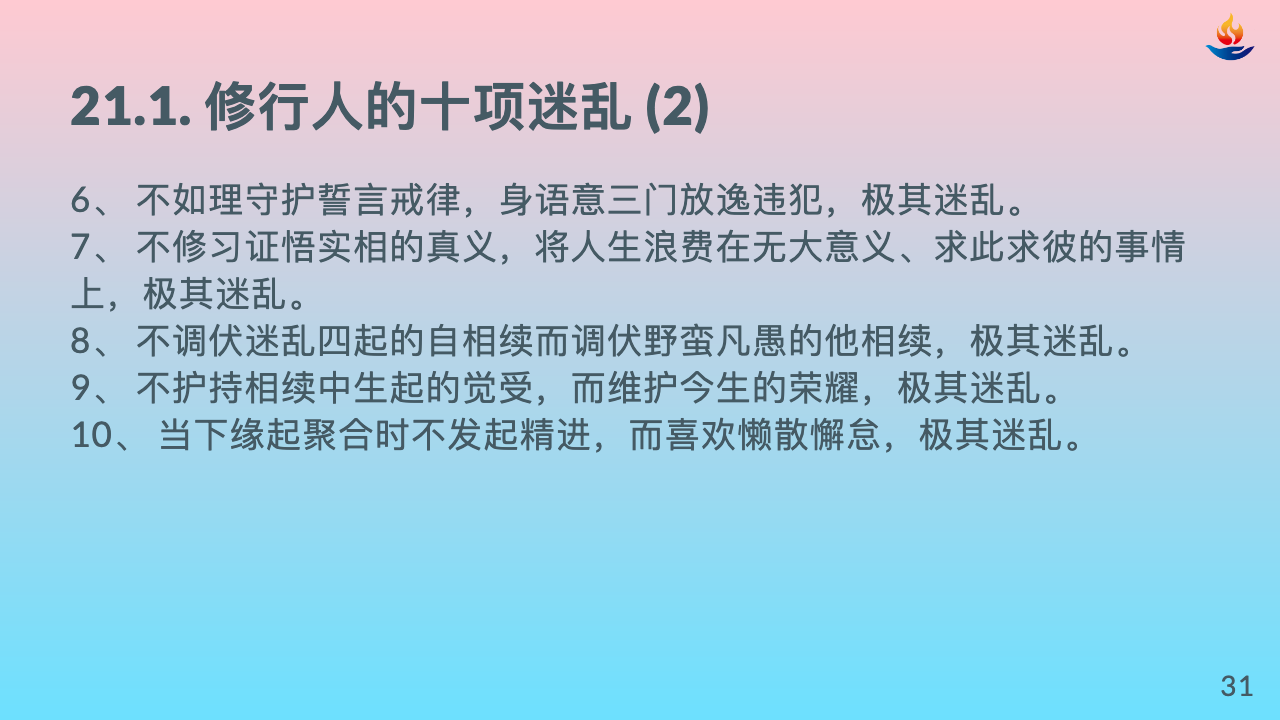 21.1. 修行人的十项迷乱 (2)
6、 不如理守护誓言戒律，身语意三门放逸违犯，极其迷乱。
7、 不修习证悟实相的真义，将人生浪费在无大意义、求此求彼的事情
上，极其迷乱。
8、 不调伏迷乱四起的自相续而调伏野蛮凡愚的他相续，极其迷乱。
9、 不护持相续中生起的觉受，而维护今生的荣耀，极其迷乱。
10、 当下缘起聚合时不发起精进，而喜欢懒散懈怠，极其迷乱。
31